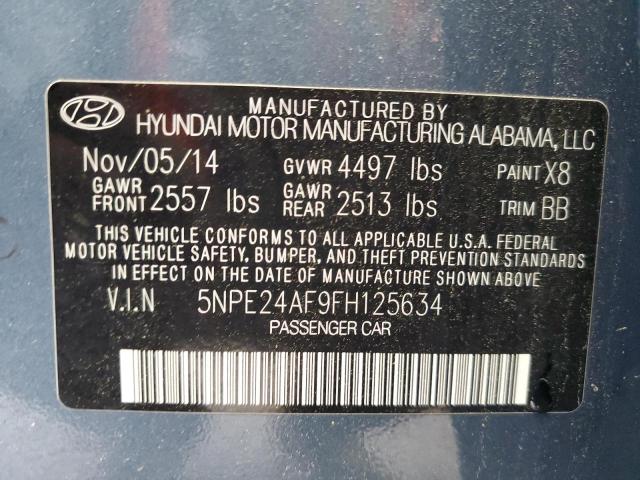 MANUFACTURED BY
HYUNDAI MOTOR MANUFACTURING ALABAMA, LLC
Nov/05/14 GVWR 4497 lbs PAINT X8
GAWR FRONT 2557 lbs GAWR REAR 2513 lbs TRIM BB
THIS VEHICLE CONFORMS TO ALL APPLICABLE U.S.A. FEDERAL
MOTOR VEHICLE SAFETY, BUMPER, AND THEFT PREVENTION STANDARDS
IN EFFECT ON THE DATE OF MANUFACTURE SHOWN ABOVE.
V.I.N 5NPE24AF9FH125634
PASSENGER CAR